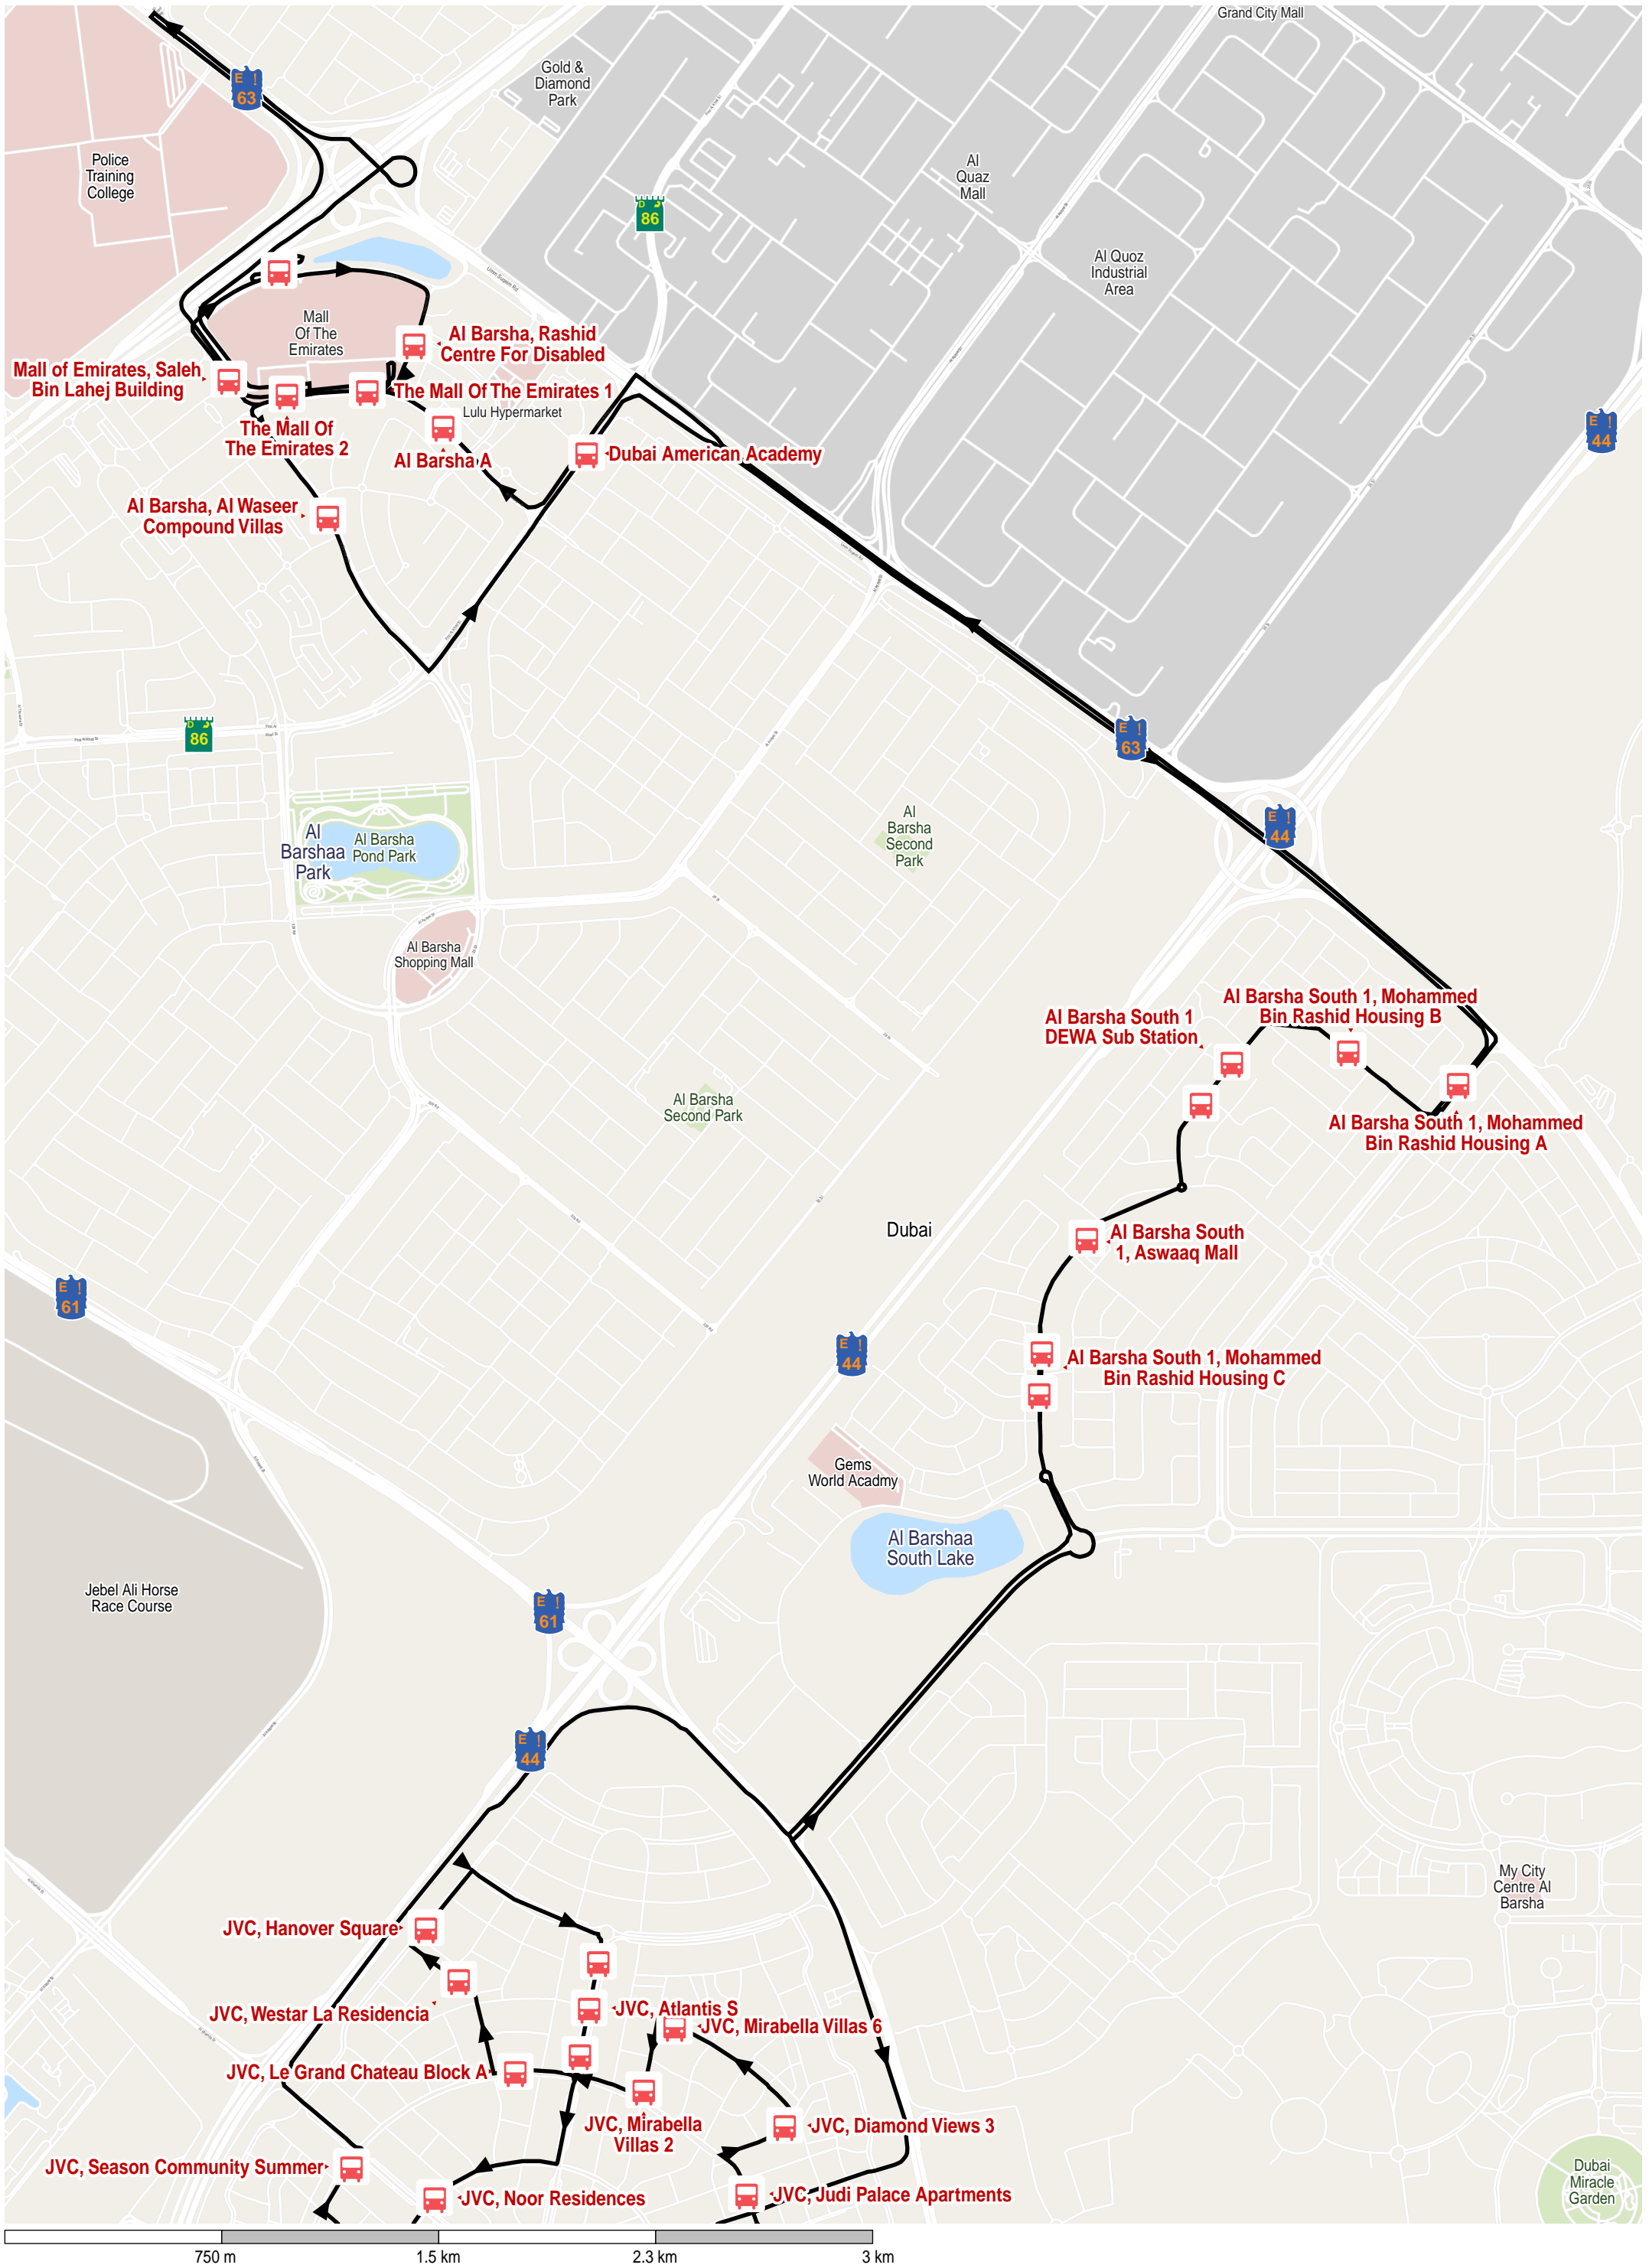 Grand City Mall
Gold &
Diamond
Park
E
63
Police
Training
College
Al
Quaz
Mall
D
86
Al Quoz
Industrial
Area
Mall
Of The
Emirates
Al Barsha, Rashid
Centre For Disabled
Mall of Emirates, Saleh
Bin Lahej Building
The Mall Of The Emirates 1
Lulu Hypermarket
The Mall Of
The Emirates 2
Al Barsha A
Dubai American Academy
E
44
Al Barsha, Al Waseer
Compound Villas
D
86
E
63
E
44
Al
Barshaa
Park
Al Barsha
Pond Park
Al
Barsha
Second
Park
Al Barsha
Shopping Mall
Al Barsha South 1, Mohammed
Bin Rashid Housing B
Al Barsha South 1
DEWA Sub Station
Al Barsha
Second Park
Al Barsha South 1, Mohammed
Bin Rashid Housing A
Dubai
Al Barsha South
1, Aswaaq Mall
E
61
E
44
Al Barsha South 1, Mohammed
Bin Rashid Housing C
Gems
World Acadmy
Al Barshaa
South Lake
Jebel Ali Horse
Race Course
E
61
E
44
My City
Centre Al
Barsha
JVC, Hanover Square
JVC, Westar La Residencia
JVC, Atlantis S
JVC, Mirabella Villas 6
JVC, Le Grand Chateau Block A
JVC, Mirabella
Villas 2
JVC, Diamond Views 3
JVC, Season Community Summer
JVC, Noor Residences
JVC, Judi Palace Apartments
Dubai
Miracle
Garden
750 m
1.5 km
2.3 km
3 km